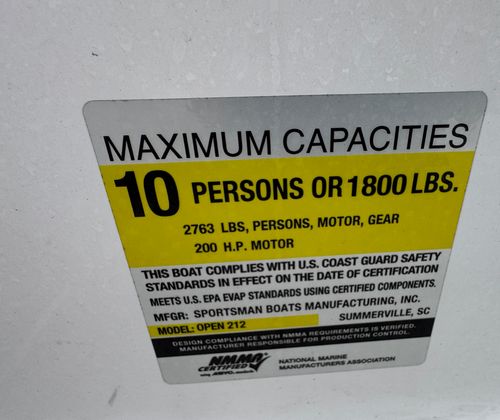 MAXIMUM CAPACITIES
10 PERSONS OR 1800 LBS.
2763 LBS, PERSONS, MOTOR, GEAR
200 H.P. MOTOR
THIS BOAT COMPLIES WITH U.S. COAST GUARD SAFETY
STANDARDS IN EFFECT ON THE DATE OF CERTIFICATION
MEETS U.S. EPA EVAP STANDARDS USING CERTIFIED COMPONENTS.
MFGR: SPORTSMAN BOATS MANUFACTURING, INC.
SUMMERVILLE, SC
MODEL: OPEN 212
DESIGN COMPLIANCE WITH NMMA REQUIREMENTS IS VERIFIED.
MANUFACTURER RESPONSIBLE FOR PRODUCTION CONTROL.
NMMA
CERTIFIED
NATIONAL MARINE
MANUFACTURERS ASSOCIATION